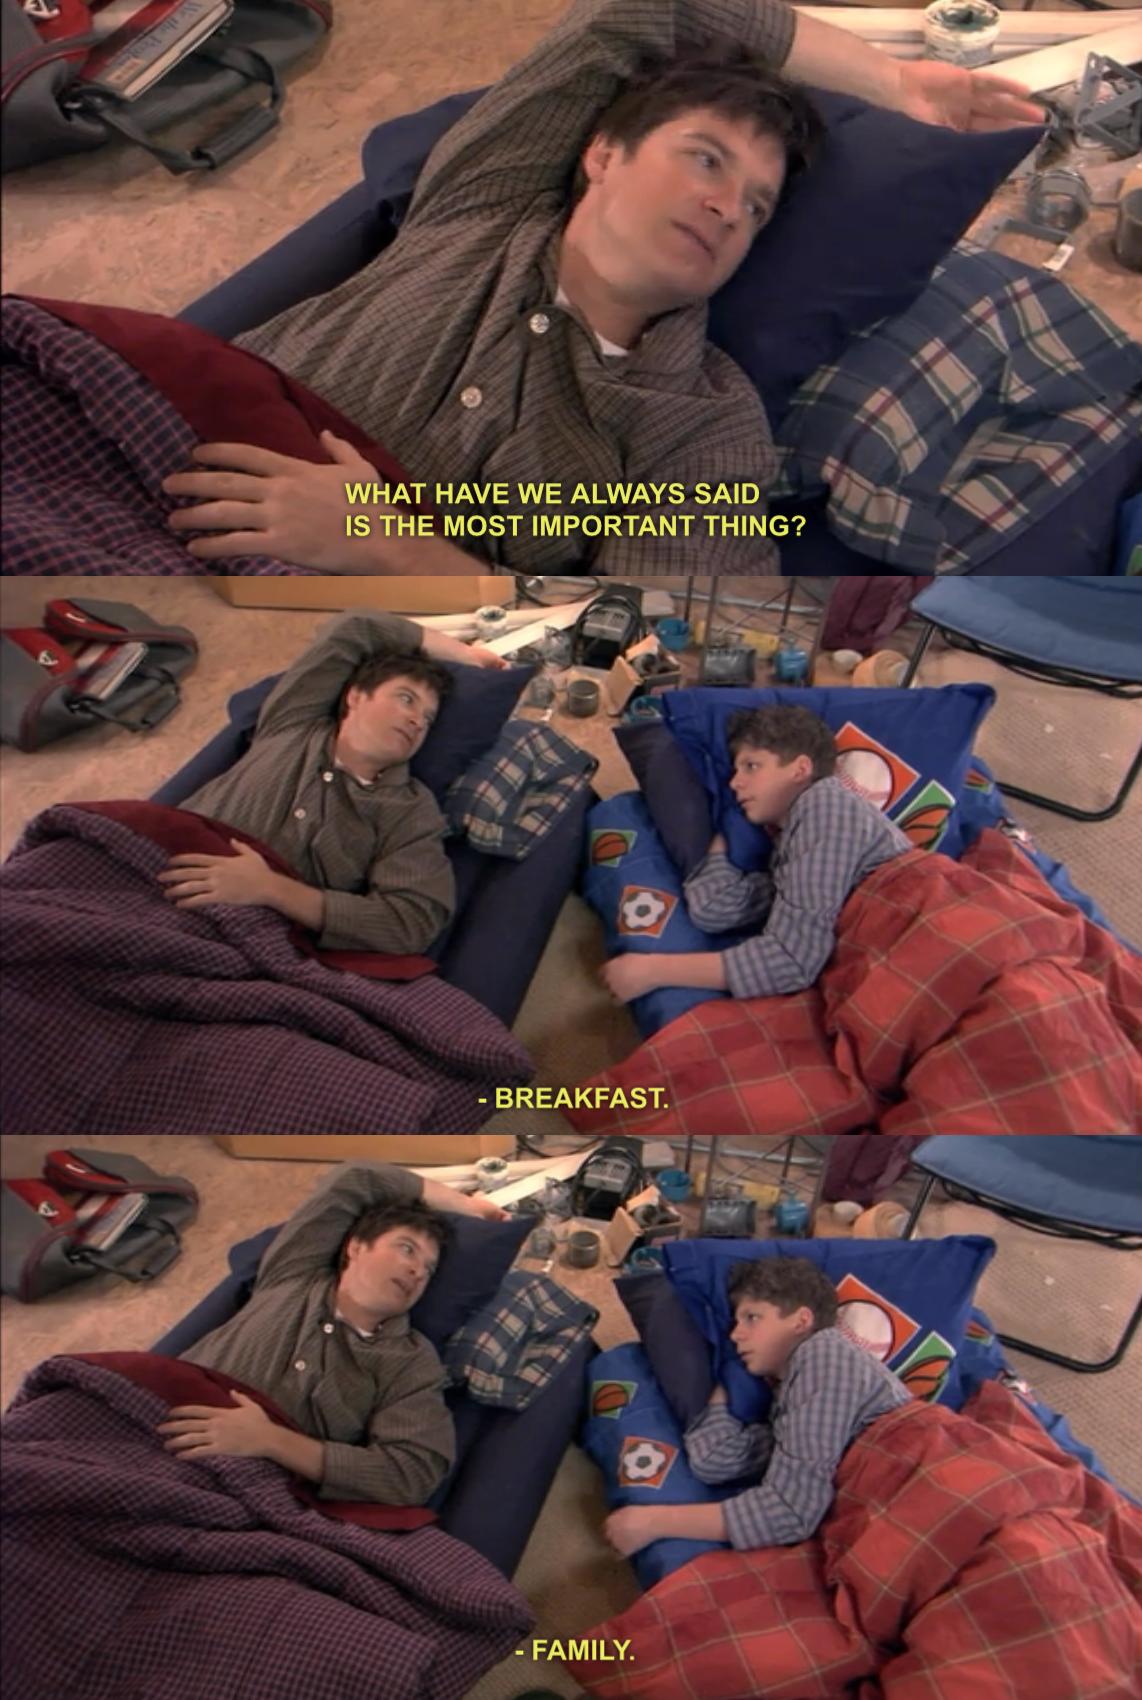 WHAT HAVE WE ALWAYS SAID
IS THE MOST IMPORTANT THING?
- BREAKFAST.
- FAMILY.